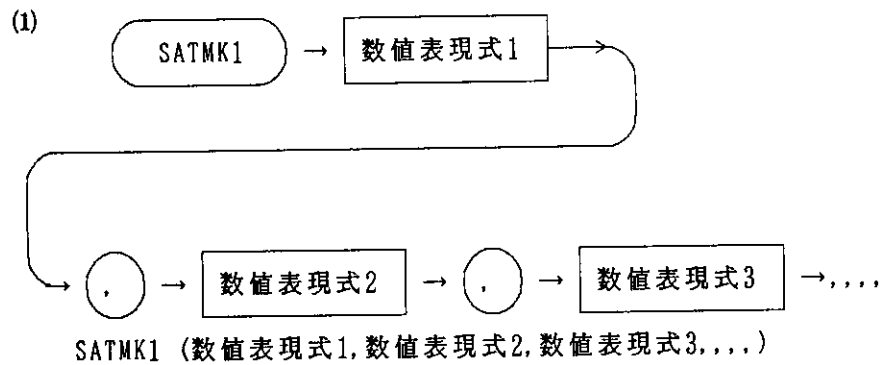 (1)
SATMK1 → 数値表現式1
, → 数値表現式2 → , → 数値表現式3 →,,,,
SATMK1 (数値表現式1,数値表現式2,数値表現式3,,,,)